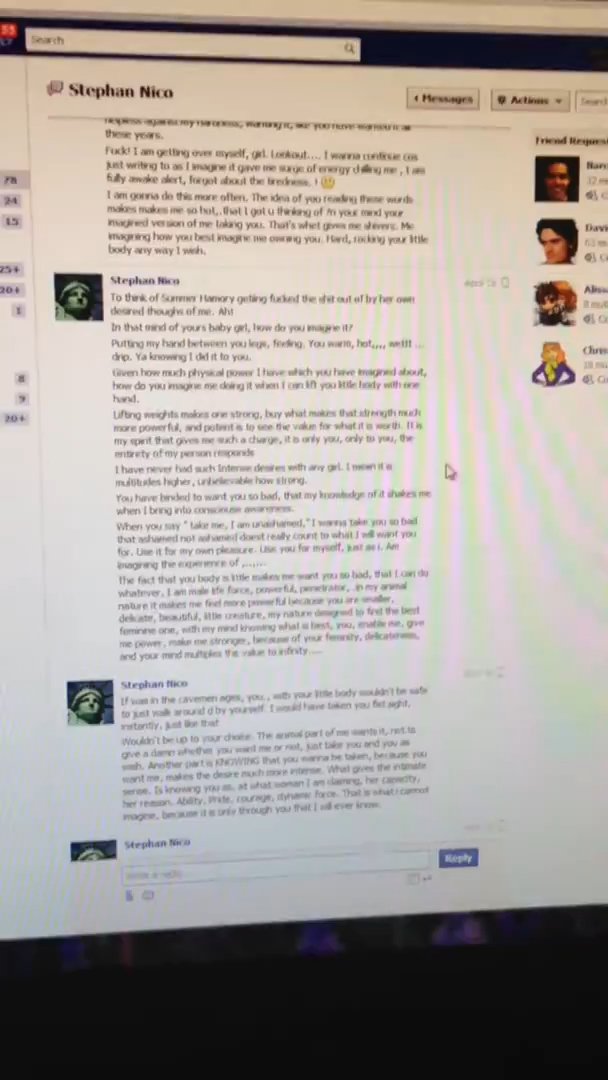 55
Search
Stephan Nico
Messages
Actions
Sear
these years.
Fuck! I am getting over myself, girl. Lookout.... I wanna continue cos
just writing to as I imagine it gave me surge of energy chilling me , I am
fully awake alert, forgot about the tiredness. !
I am gonna do this more often. The idea of you reading these words
makes makes me so hot,,that I got u thinking of /n your mind your
imagined version of me taking you. That's whet gives me shivers. Me
imagining how you best imagine me owning you. Hard, rocking your little
body any way I wish.
Friend Reques
78
24
15
25+
20+
1
8
9
20+
Stephan Nico
To think of Summer Hamory getting fucked the shit out of by her own
desired thoughs of me. Ah!
In that mind of yours baby girl, how do you imagine it?
Putting my hand between you legs, feeling. You warm, hot,,,, wettt ...
drip. Ya knowing I did it to you.
Given how much physical power I have which you have imagined about,
how do you imagine me doing it when I can lift you little body with one
hand.
Lifting weights makes one strong, buy what makes that strength much
more powerful, and potent is to see the value for what it is worth. It is
my spirit that gives me such a charge, it is only you, only to you, the
entirety of my person responds
I have never had such Intense desires with any girl. I mean it is
multitudes higher, unbelievable how strong.
You have binded to want you so bad, that my knowledge of it shakes me
when I bring into consciouse awareness.
When you say " take me, I am unashamed," I wanna take you so bad
that ashamed not ashamed doesn't really count to what I will want you
for. Use it for my own pleasure. Use you for myself, just as i. Am
imagining the experience of ,,.,,,
The fact that you body is little makes me want you so bad, that I can do
whatever, I am male life force, powerful, penetrator, .in my animal
nature it makes me feel more powerful because you are smaller,
delicate, beautiful, little creature, my nature designed to find the best
feminine one, with my mind knowing what is best, you, enable me, give
me power, make me stronger, because of your feminity, delicateness,
and your mind multiples the value to infinity....
Stephan Nico
If was in the cavemen ages, you,, with your little body wouldn't be safe
to just walk around d by yourself. I would have taken you fist sight,
instantly, just like that
Wouldn't be up to your choice. The animal part of me wants it, not to
give a damn whether you want me or not, just take you and you as
wish. Another part is KNOWING that you wanna be taken, because you
want me, makes the desire much more intense. What gives the intimate
sense. Is knowing you as, at what woman I am claiming, her capacity,
her reason. Ability. Pride, courage, dynamic force. That is what i cannot
imagine, because it is only through you that I will ever know.
Stephan Nico
Write a reply...
Reply